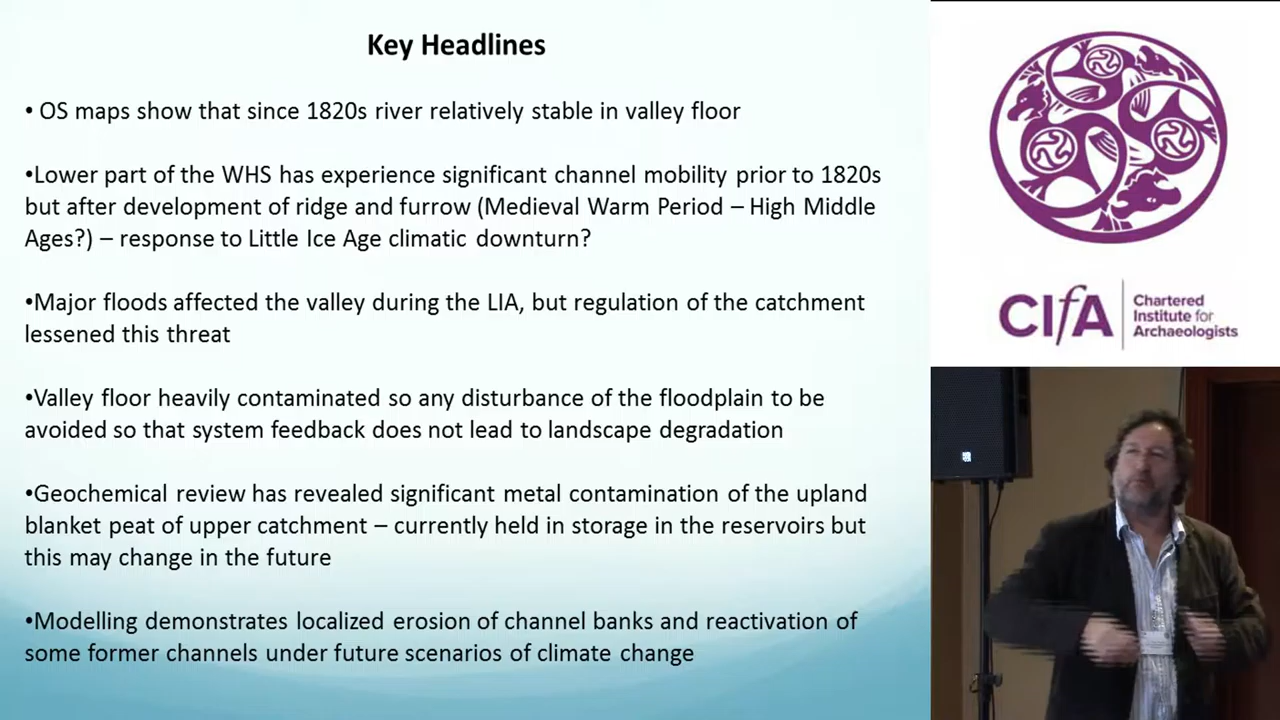 Key Headlines
• OS maps show that since 1820s river relatively stable in valley floor
•Lower part of the WHS has experience significant channel mobility prior to 1820s
but after development of ridge and furrow (Medieval Warm Period – High Middle
Ages?) – response to Little Ice Age climatic downturn?
•Major floods affected the valley during the LIA, but regulation of the catchment
lessened this threat
•Valley floor heavily contaminated so any disturbance of the floodplain to be
avoided so that system feedback does not lead to landscape degradation
•Geochemical review has revealed significant metal contamination of the upland
blanket peat of upper catchment – currently held in storage in the reservoirs but
this may change in the future
•Modelling demonstrates localized erosion of channel banks and reactivation of
some former channels under future scenarios of climate change
CIfA
Chartered
Institute for
Archaeologists